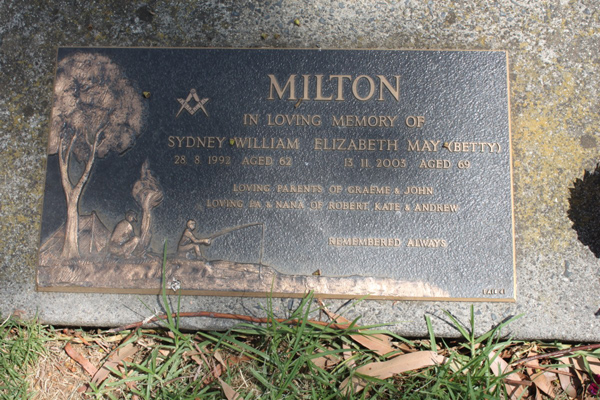 MILTON
IN LOVING MEMORY OF
SYDNEY WILLIAM ELIZABETH MAY (BETTY)
28. 8. 1992 AGED 62 13. 11. 2003 AGED 69
LOVING PARENTS OF GRAEME & JOHN
LOVING PA & NANA OF ROBERT, KATE & ANDREW
REMEMBERED ALWAYS